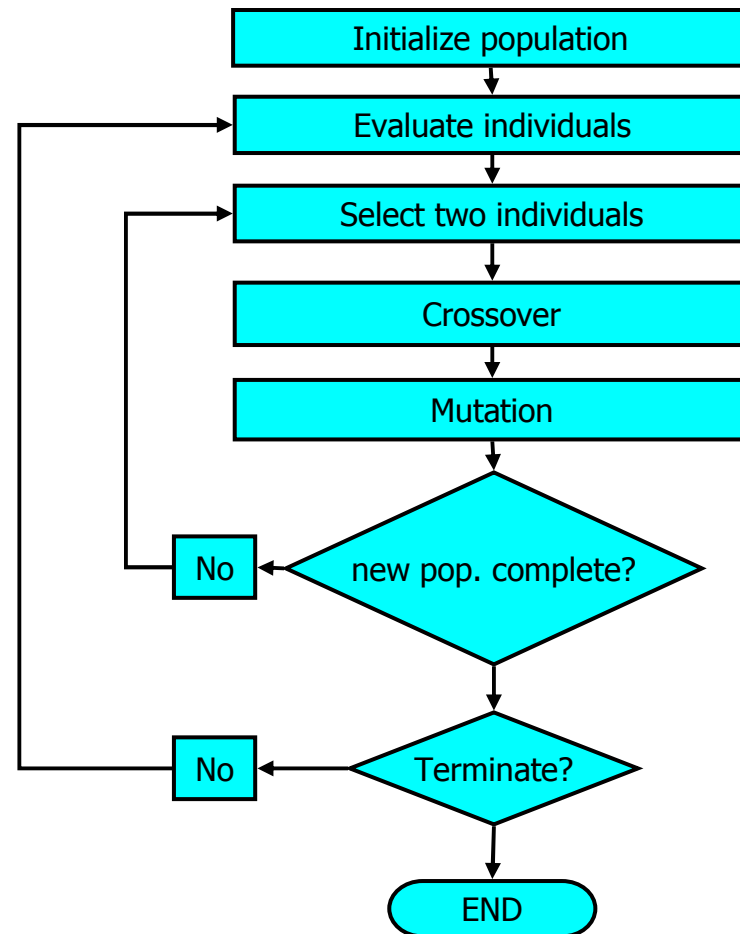 Initialize population
Evaluate individuals
Select two individuals
Crossover
Mutation
No
new pop. complete?
No
Terminate?
END